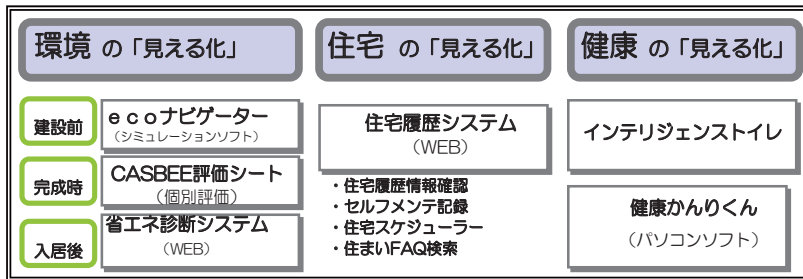 環境 の「見える化」
建設前
ecoナビゲーター
（シミュレーションソフト）
完成時
CASBEE評価シート
（個別評価）
入居後
省エネ診断システム
（WEB）
住宅 の「見える化」
住宅履歴システム
（WEB）
・住宅履歴情報確認
・セルフメンテ記録
・住宅スケジューラー
・住まいFAQ検索
健康 の「見える化」
インテリジェンストイレ
健康かんりくん
（パソコンソフト）